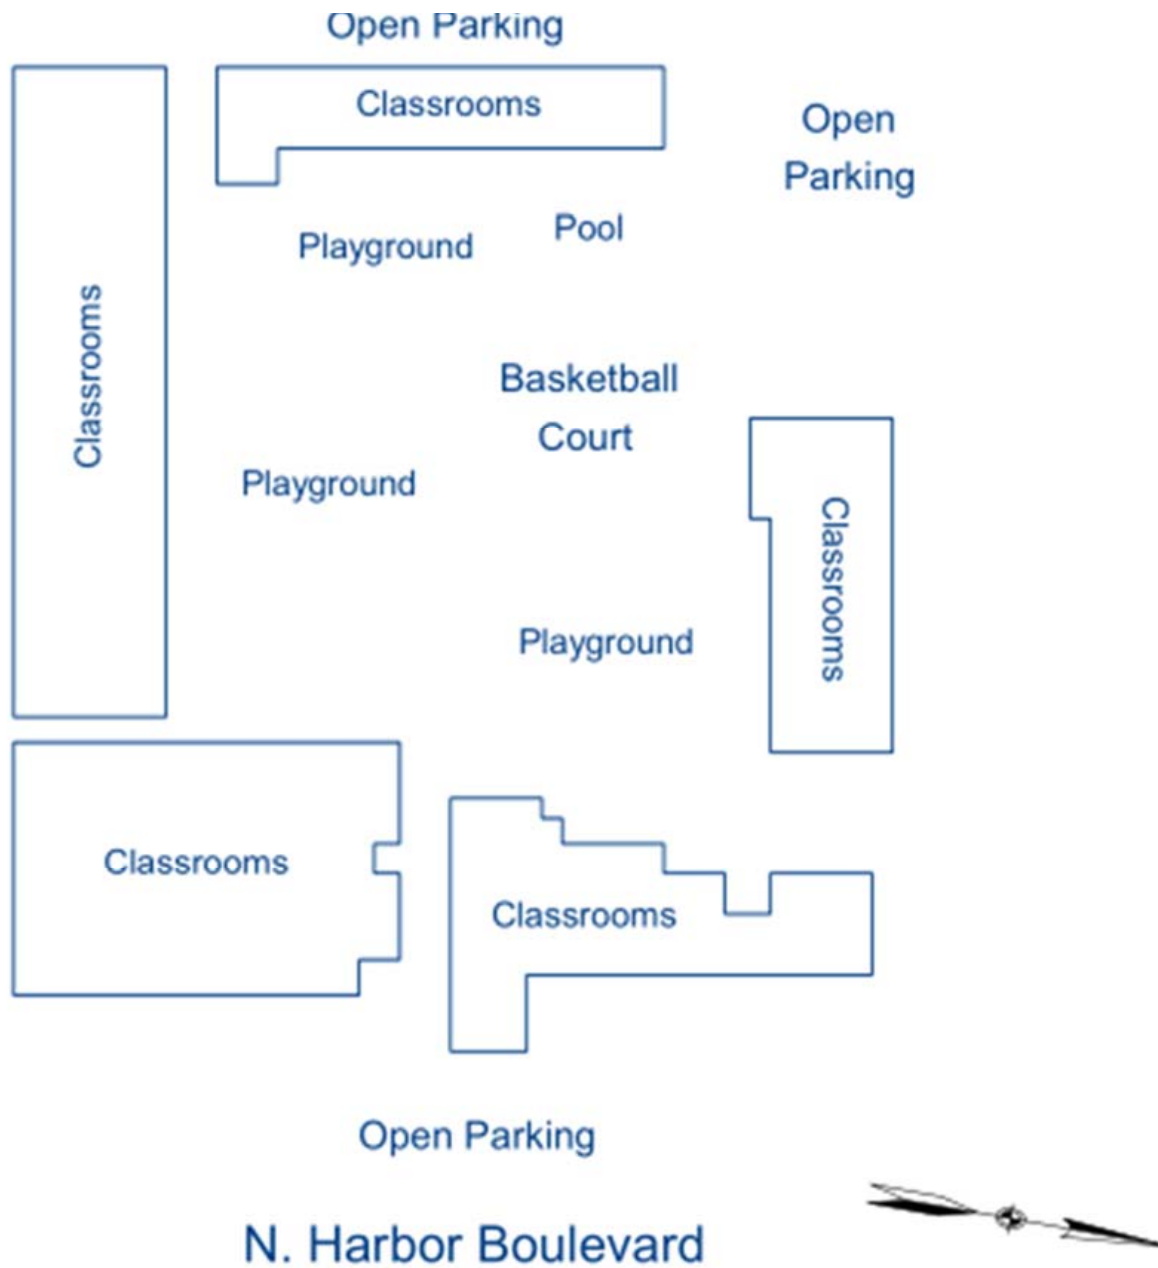 Open Parking
Classrooms
Open
Parking
Pool
Playground
Classrooms
Basketball
Court
Playground
Classrooms
Playground
Classrooms
Classrooms
Open Parking
N. Harbor Boulevard